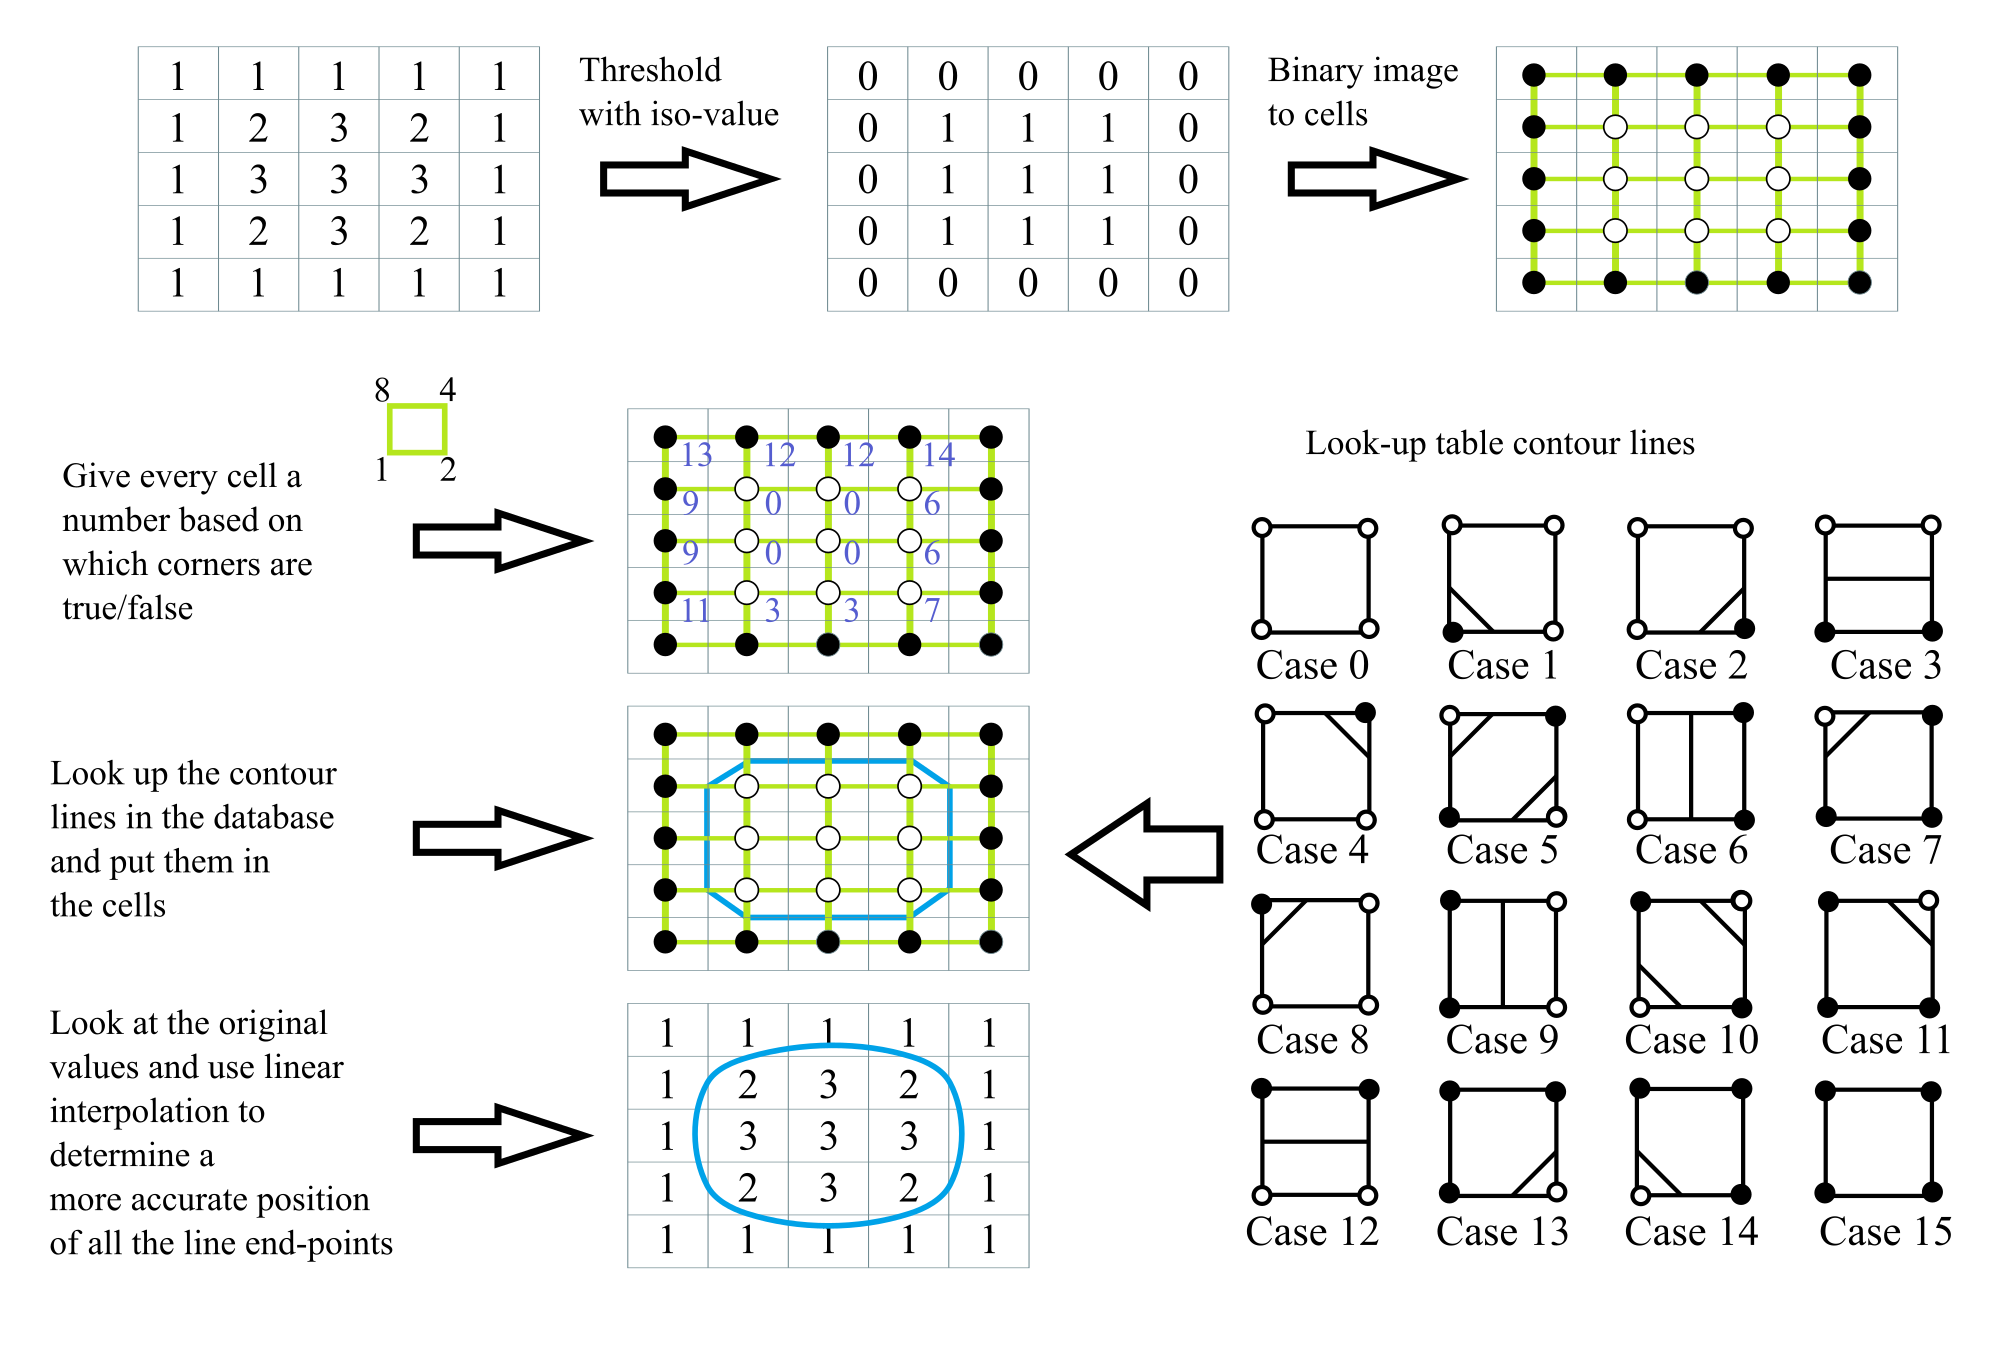 1 1 1 1 1
1 2 3 2 1
1 3 3 3 1
1 2 3 2 1
1 1 1 1 1
Threshold
with iso-value
0 0 0 0 0
0 1 1 1 0
0 1 1 1 0
0 1 1 1 0
0 0 0 0 0
Binary image
to cells
8 4
1 2
Give every cell a
number based on
which corners are
true/false
13 12 12 14
9 0 0 6
9 0 0 6
11 3 3 7
Look up the contour
lines in the database
and put them in
the cells
Look at the original
values and use linear
interpolation to
determine a
more accurate position
of all the line end-points
1 1 1 1 1
1 2 3 2 1
1 3 3 3 1
1 2 3 2 1
1 1 1 1 1
Look-up table contour lines
Case 0 Case 1 Case 2 Case 3
Case 4 Case 5 Case 6 Case 7
Case 8 Case 9 Case 10 Case 11
Case 12 Case 13 Case 14 Case 15